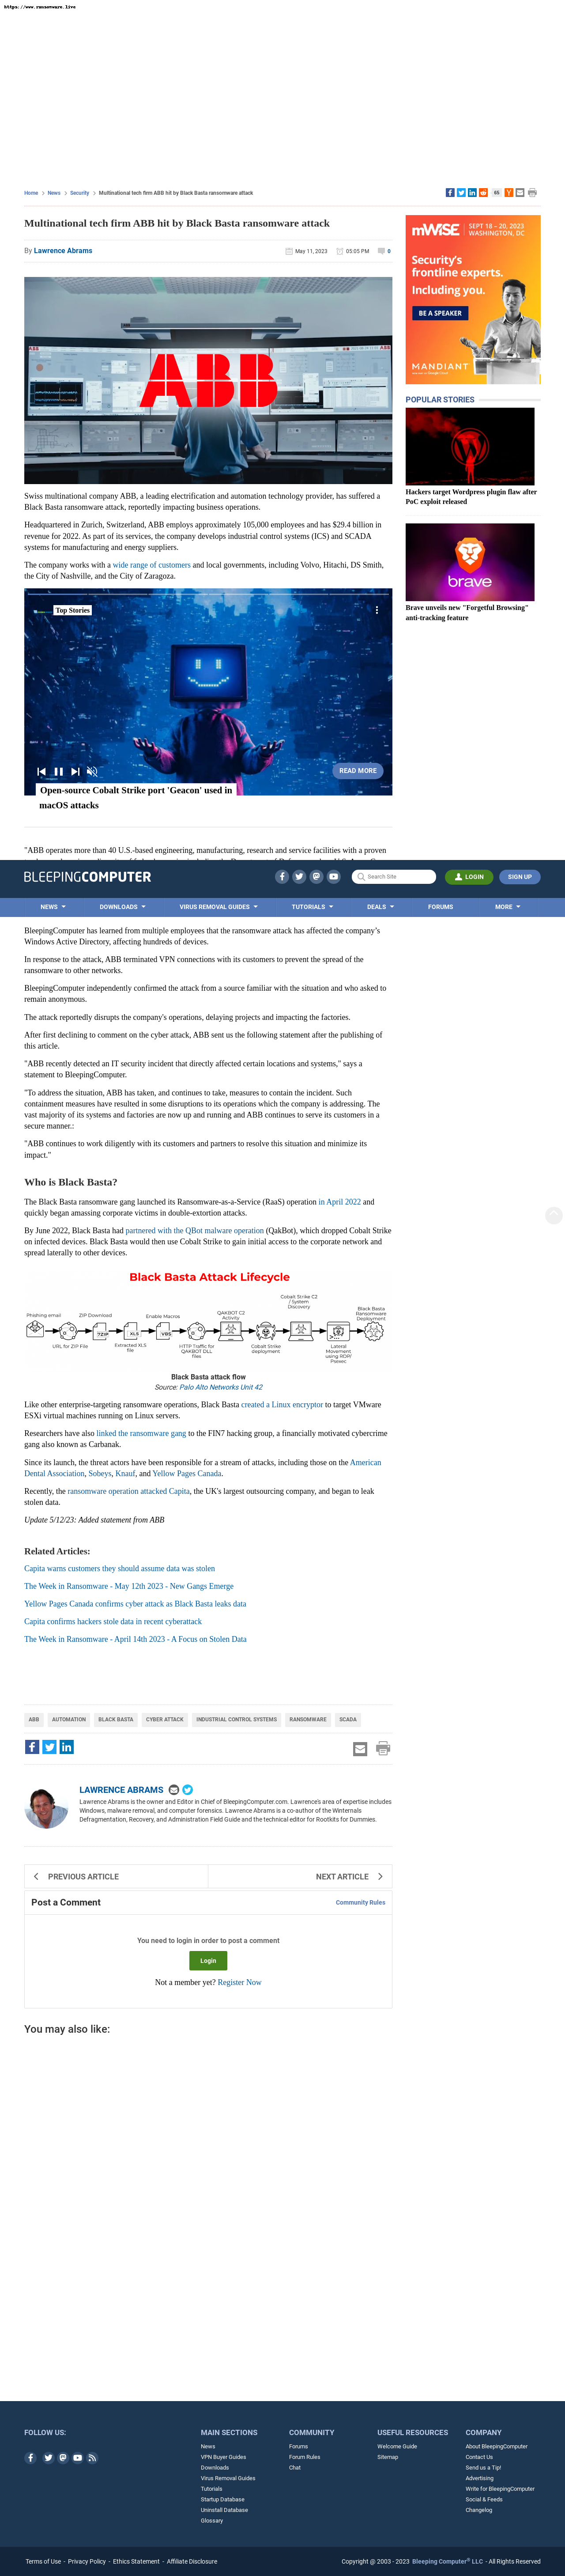 https://www.ransomware.live
Home > News > Security > Multinational tech firm ABB hit by Black Basta ransomware attack
65
Multinational tech firm ABB hit by Black Basta ransomware attack
By Lawrence Abrams
May 11, 2023
05:05 PM
0
ABB
Swiss multinational company ABB, a leading electrification and automation technology provider, has suffered a
Black Basta ransomware attack, reportedly impacting business operations.
Headquartered in Zurich, Switzerland, ABB employs approximately 105,000 employees and has $29.4 billion in
revenue for 2022. As part of its services, the company develops industrial control systems (ICS) and SCADA
systems for manufacturing and energy suppliers.
The company works with a wide range of customers and local governments, including Volvo, Hitachi, DS Smith,
the City of Nashville, and the City of Zaragoza.
Top Stories
READ MORE
Open-source Cobalt Strike port 'Geacon' used in
macOS attacks
"ABB operates more than 40 U.S.-based engineering, manufacturing, research and service facilities with a proven
mWISE
SEPT 18 – 20, 2023
WASHINGTON, DC
Security's
frontline experts.
Including you.
BE A SPEAKER
MANDIANT
POPULAR STORIES
Hackers target Wordpress plugin flaw after
PoC exploit released
brave
Brave unveils new "Forgetful Browsing"
anti-tracking feature
BLEEPINGCOMPUTER
Search Site
LOGIN
SIGN UP
NEWS
DOWNLOADS
VIRUS REMOVAL GUIDES
TUTORIALS
DEALS
FORUMS
MORE
BleepingComputer has learned from multiple employees that the ransomware attack has affected the company's
Windows Active Directory, affecting hundreds of devices.
In response to the attack, ABB terminated VPN connections with its customers to prevent the spread of the
ransomware to other networks.
BleepingComputer independently confirmed the attack from a source familiar with the situation and who asked to
remain anonymous.
The attack reportedly disrupts the company's operations, delaying projects and impacting the factories.
After first declining to comment on the cyber attack, ABB sent us the following statement after the publishing of
this article.
"ABB recently detected an IT security incident that directly affected certain locations and systems," says a
statement to BleepingComputer.
"To address the situation, ABB has taken, and continues to take, measures to contain the incident. Such
containment measures have resulted in some disruptions to its operations which the company is addressing. The
vast majority of its systems and factories are now up and running and ABB continues to serve its customers in a
secure manner.:
"ABB continues to work diligently with its customers and partners to resolve this situation and minimize its
impact."
Who is Black Basta?
The Black Basta ransomware gang launched its Ransomware-as-a-Service (RaaS) operation in April 2022 and
quickly began amassing corporate victims in double-extortion attacks.
By June 2022, Black Basta had partnered with the QBot malware operation (QakBot), which dropped Cobalt Strike
on infected devices. Black Basta would then use Cobalt Strike to gain initial access to the corporate network and
spread laterally to other devices.
Black Basta Attack Lifecycle
Phishing email
URL for ZIP File
ZIP Download
7ZIP
Extracted XLS
file
XLS
Enable Macros
VBS
HTTP Traffic for
QAKBOT DLL
files
QAKBOT C2
Activity
Cobalt Strike
deployment
Cobalt Strike C2
/ System
Discovery
Lateral
Movement
using RDP/
Psexec
Black Basta
Ransomware
Deployment
Black Basta attack flow
Source: Palo Alto Networks Unit 42
Like other enterprise-targeting ransomware operations, Black Basta created a Linux encryptor to target VMware
ESXi virtual machines running on Linux servers.
Researchers have also linked the ransomware gang to the FIN7 hacking group, a financially motivated cybercrime
gang also known as Carbanak.
Since its launch, the threat actors have been responsible for a stream of attacks, including those on the American
Dental Association, Sobeys, Knauf, and Yellow Pages Canada.
Recently, the ransomware operation attacked Capita, the UK's largest outsourcing company, and began to leak
stolen data.
Update 5/12/23: Added statement from ABB
Related Articles:
Capita warns customers they should assume data was stolen
The Week in Ransomware - May 12th 2023 - New Gangs Emerge
Yellow Pages Canada confirms cyber attack as Black Basta leaks data
Capita confirms hackers stole data in recent cyberattack
The Week in Ransomware - April 14th 2023 - A Focus on Stolen Data
ABB
AUTOMATION
BLACK BASTA
CYBER ATTACK
INDUSTRIAL CONTROL SYSTEMS
RANSOMWARE
SCADA
LAWRENCE ABRAMS
Lawrence Abrams is the owner and Editor in Chief of BleepingComputer.com. Lawrence's area of expertise includes
Windows, malware removal, and computer forensics. Lawrence Abrams is a co-author of the Winternals
Defragmentation, Recovery, and Administration Field Guide and the technical editor for Rootkits for Dummies.
PREVIOUS ARTICLE
NEXT ARTICLE
Post a Comment
Community Rules
You need to login in order to post a comment
Login
Not a member yet? Register Now
You may also like:
FOLLOW US:
MAIN SECTIONS
News
VPN Buyer Guides
Downloads
Virus Removal Guides
Tutorials
Startup Database
Uninstall Database
Glossary
COMMUNITY
Forums
Forum Rules
Chat
USEFUL RESOURCES
Welcome Guide
Sitemap
COMPANY
About BleepingComputer
Contact Us
Send us a Tip!
Advertising
Write for BleepingComputer
Social & Feeds
Changelog
Terms of Use - Privacy Policy - Ethics Statement - Affiliate Disclosure
Copyright @ 2003 - 2023 Bleeping Computer® LLC - All Rights Reserved